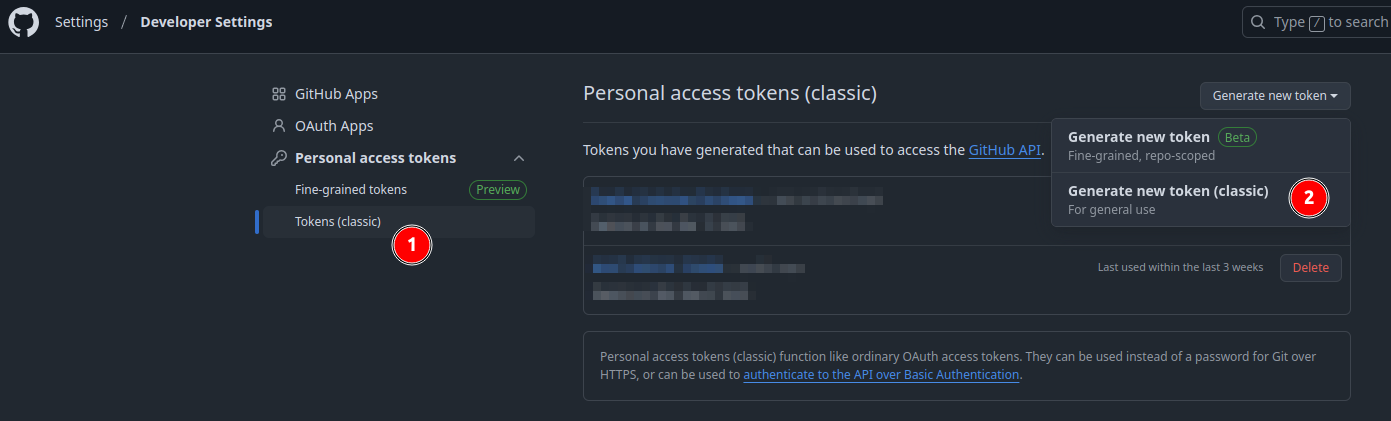 Settings / Developer Settings
Type / to search
GitHub Apps
OAuth Apps
Personal access tokens
Fine-grained tokens Preview
Tokens (classic)
1
Personal access tokens (classic)
Generate new token
Generate new token Beta
Fine-grained, repo-scoped
Generate new token (classic)
For general use
2
Tokens you have generated that can be used to access the GitHub API.
Last used within the last 3 weeks Delete
Personal access tokens (classic) function like ordinary OAuth access tokens. They can be used instead of a password for Git over
HTTPS, or can be used to authenticate to the API over Basic Authentication.